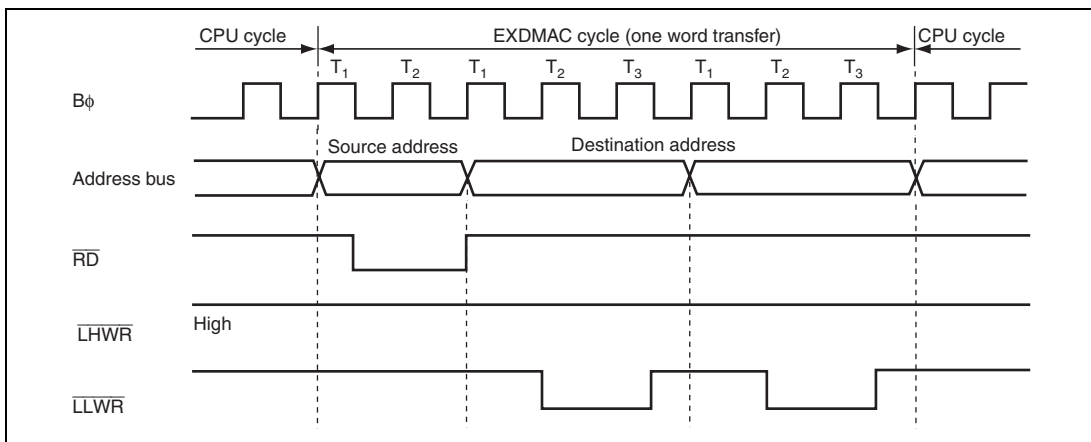 CPU cycle EXDMAC cycle (one word transfer) CPU cycle
T1 T2 T1 T2 T3 T1 T2 T3
Bφ
Source address Destination address
Address bus
RD
High
LHWR
LLWR